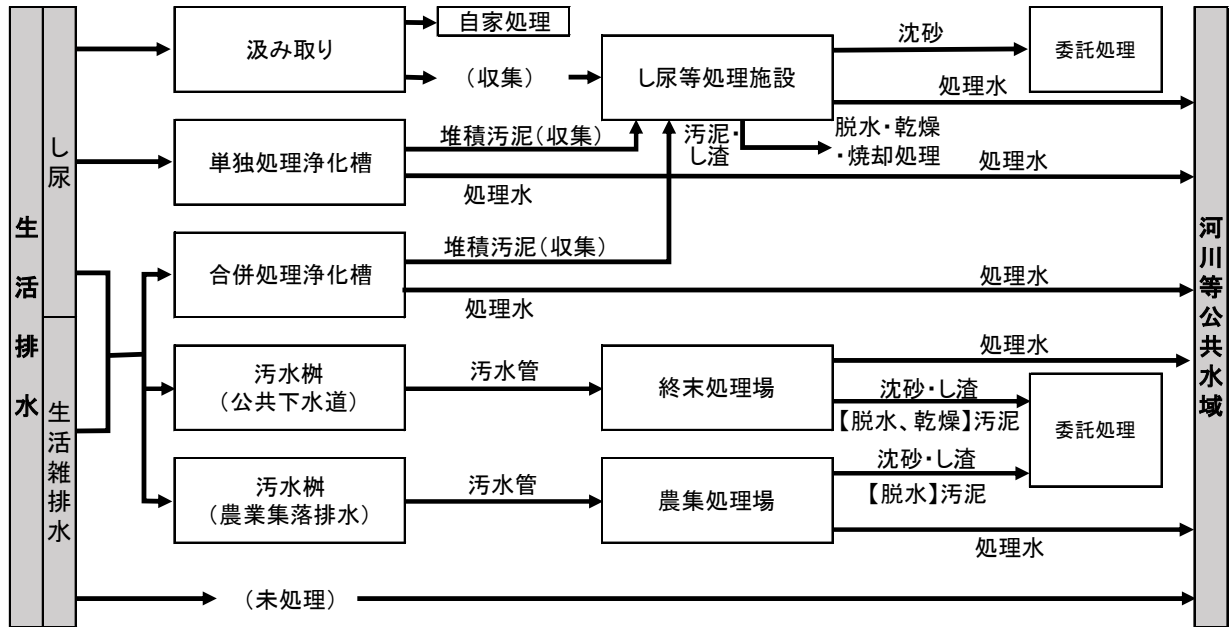 生活排水
し尿
生活雑排水
汲み取り
自家処理
（収集）
し尿等処理施設
沈砂
委託処理
処理水
汚泥・
し渣
脱水・乾燥
・焼却処理
単独処理浄化槽
堆積汚泥（収集）
処理水
処理水
合併処理浄化槽
堆積汚泥（収集）
処理水
処理水
汚水桝
（公共下水道）
汚水管
終末処理場
処理水
沈砂・し渣
【脱水、乾燥】汚泥
委託処理
汚水桝
（農業集落排水）
汚水管
農集処理場
沈砂・し渣
【脱水】汚泥
処理水
（未処理）
河川等公共水域